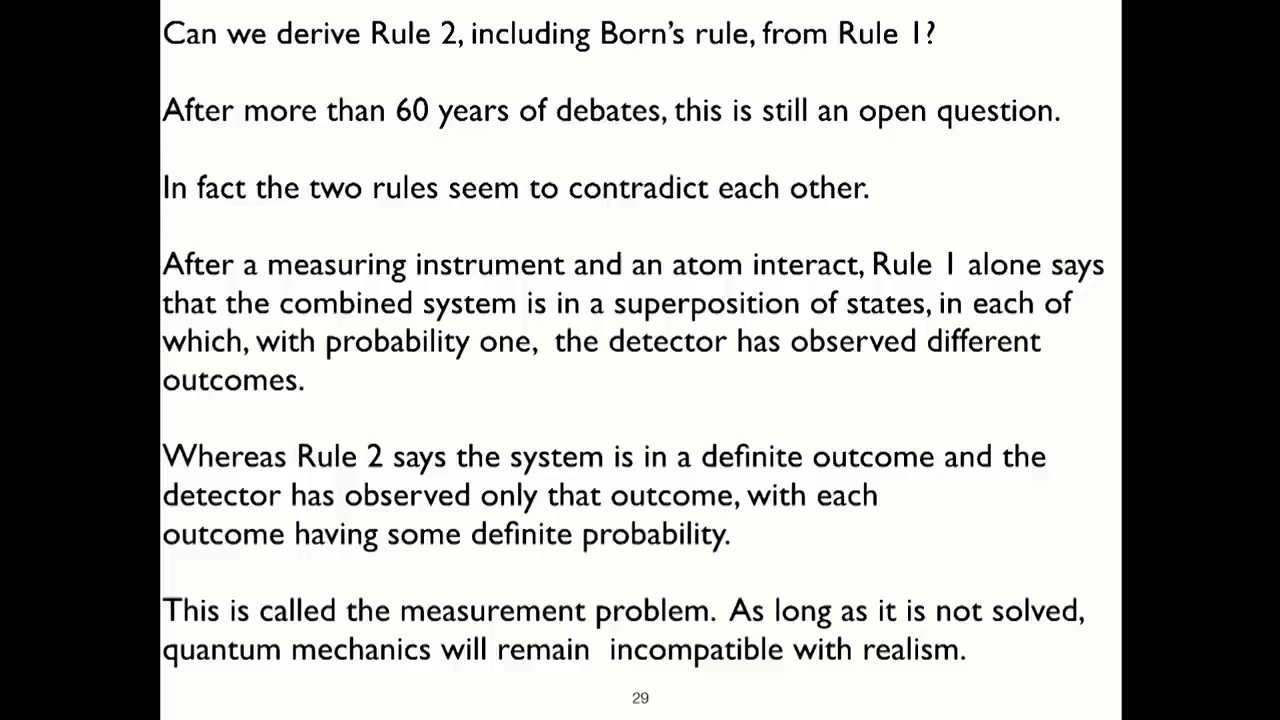 Can we derive Rule 2, including Born's rule, from Rule 1?
After more than 60 years of debates, this is still an open question.
In fact the two rules seem to contradict each other.
After a measuring instrument and an atom interact, Rule 1 alone says
that the combined system is in a superposition of states, in each of
which, with probability one,  the detector has observed different
outcomes.
Whereas Rule 2 says the system is in a definite outcome and the
detector has observed only that outcome, with each
outcome having some definite probability.
This is called the measurement problem.  As long as it is not solved,
quantum mechanics will remain  incompatible with realism.
29